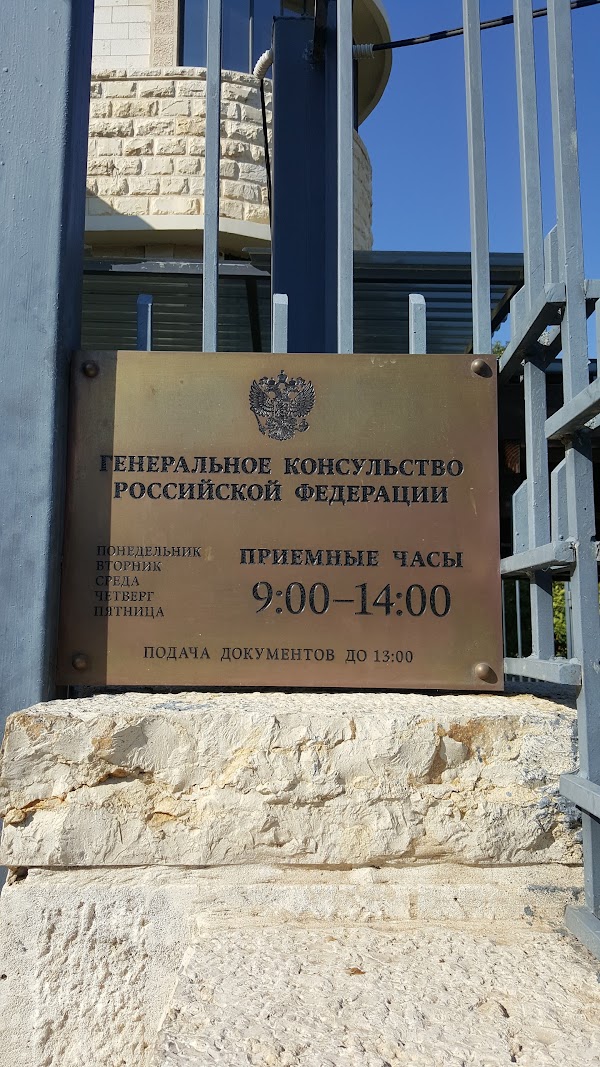 ГЕНЕРАЛЬНОЕ КОНСУЛЬСТВО
РОССИЙСКОЙ ФЕДЕРАЦИИ
ПОНЕДЕЛЬНИК
ВТОРНИК
СРЕДА
ЧЕТВЕРГ
ПЯТНИЦА
ПРИЕМНЫЕ ЧАСЫ
9:00–14:00
ПОДАЧА ДОКУМЕНТОВ ДО 13:00